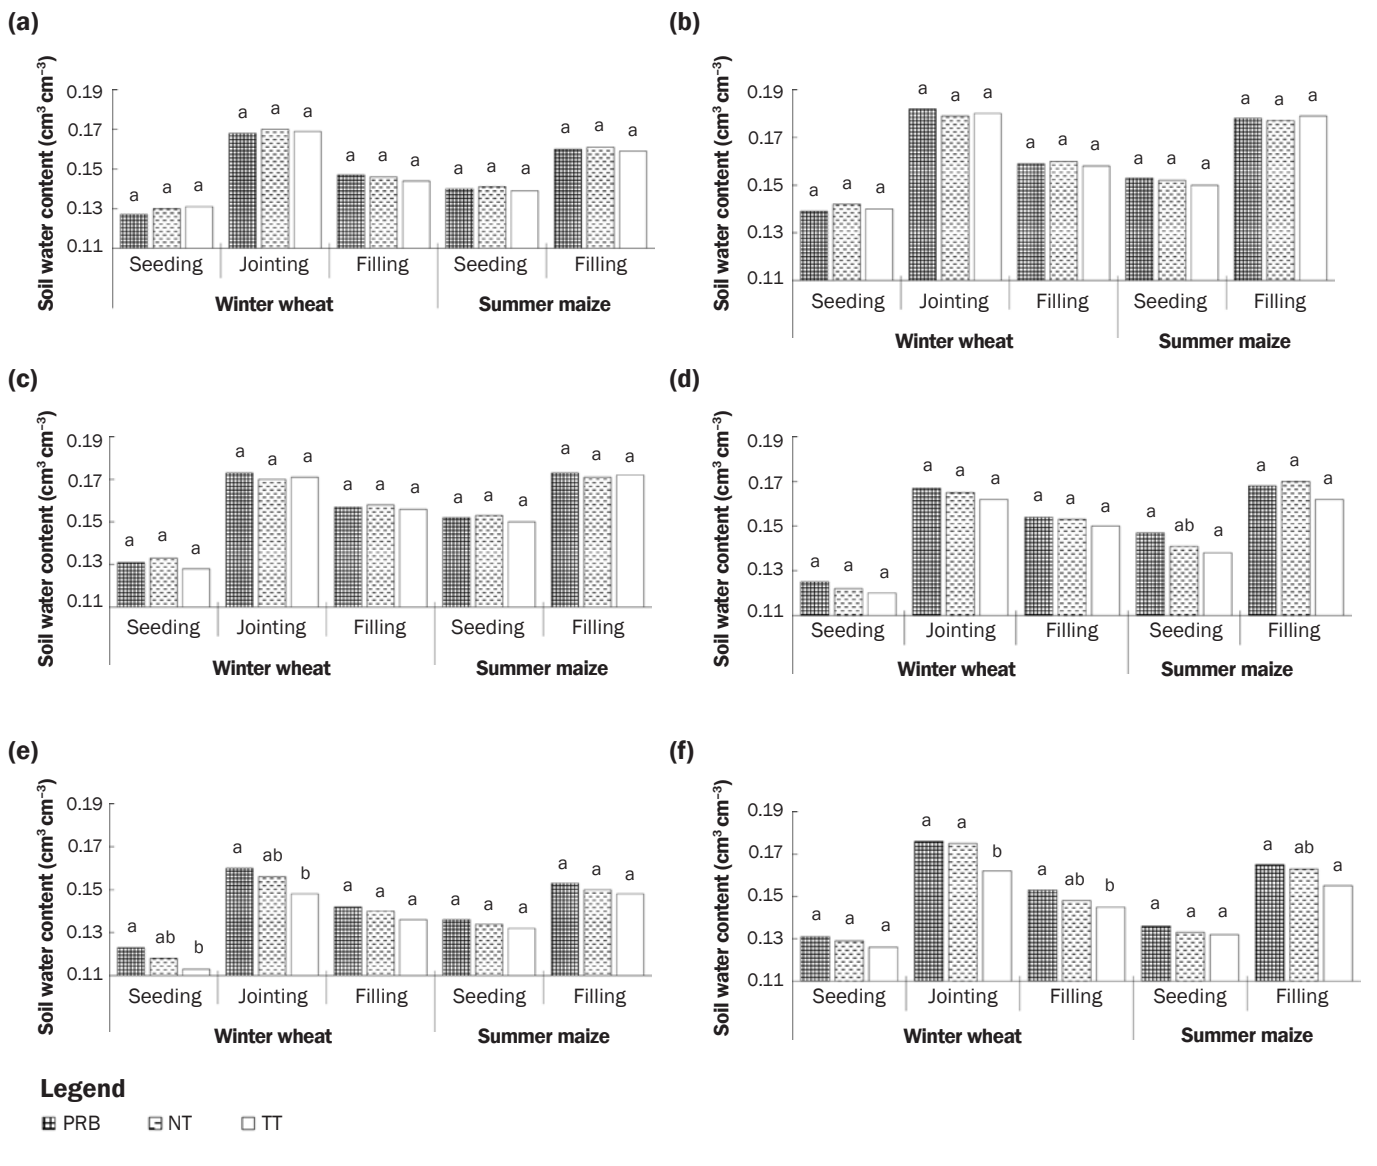 (a)
Soil water content (cm³ cm⁻³)
0.19
0.17
0.15
0.13
0.11
a a a a a a a a a a a a a a a
Seeding Jointing Filling Seeding Filling
Winter wheat Summer maize
(b)
Soil water content (cm³ cm⁻³)
0.19
0.17
0.15
0.13
0.11
a a a a a a a a a a a a a a a
Seeding Jointing Filling Seeding Filling
Winter wheat Summer maize
(c)
Soil water content (cm³ cm⁻³)
0.19
0.17
0.15
0.13
0.11
a a a a a a a a a a a a a a a
Seeding Jointing Filling Seeding Filling
Winter wheat Summer maize
(d)
Soil water content (cm³ cm⁻³)
0.19
0.17
0.15
0.13
0.11
a a a a a a a a a a ab a a a a
Seeding Jointing Filling Seeding Filling
Winter wheat Summer maize
(e)
Soil water content (cm³ cm⁻³)
0.19
0.17
0.15
0.13
0.11
a ab b a ab b a a a a a a a a a
Seeding Jointing Filling Seeding Filling
Winter wheat Summer maize
(f)
Soil water content (cm³ cm⁻³)
0.19
0.17
0.15
0.13
0.11
a a a a a b a ab b a a a a ab a
Seeding Jointing Filling Seeding Filling
Winter wheat Summer maize
Legend
PRB NT TT